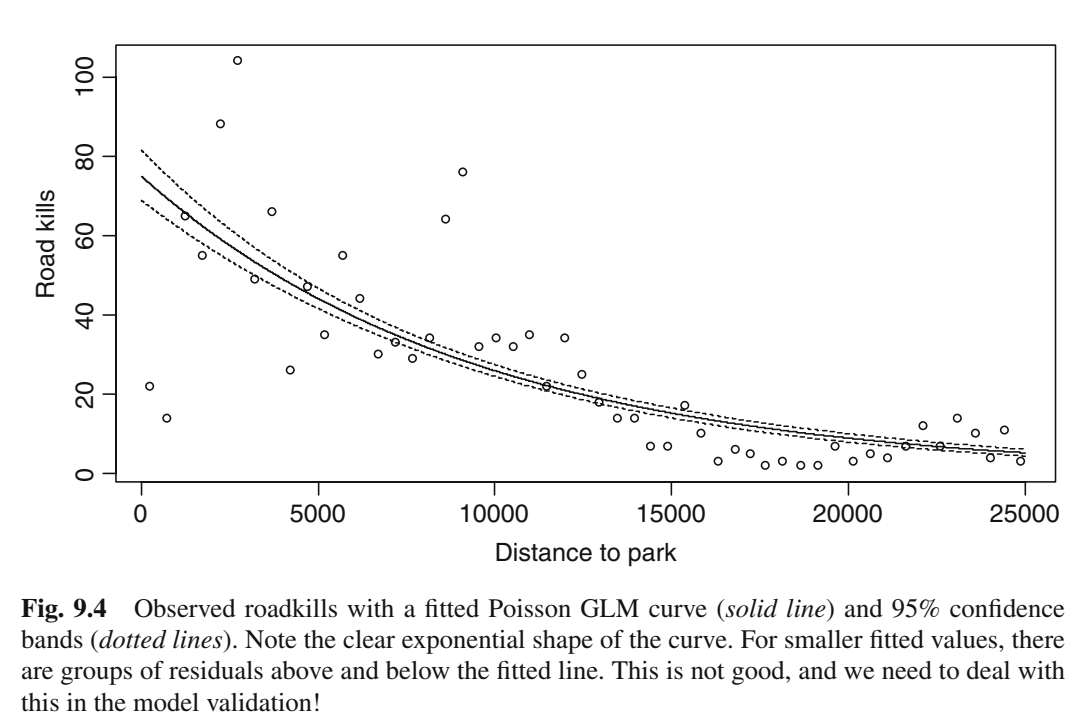 100
80
60
40
20
0
Road kills
0 5000 10000 15000 20000 25000
Distance to park
Fig. 9.4 Observed roadkills with a fitted Poisson GLM curve (solid line) and 95% confidence
bands (dotted lines). Note the clear exponential shape of the curve. For smaller fitted values, there
are groups of residuals above and below the fitted line. This is not good, and we need to deal with
this in the model validation!